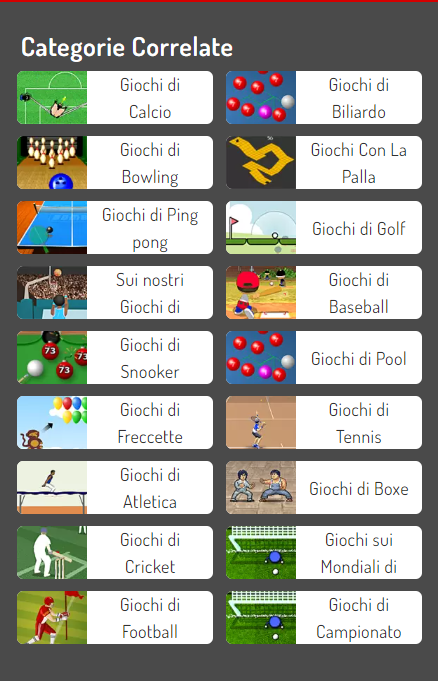 Categorie Correlate
Giochi di
Calcio
Giochi di
Biliardo
Giochi di
Bowling
Giochi Con La
Palla
Giochi di Ping
pong
Giochi di Golf
Sui nostri
Giochi di
Giochi di
Baseball
Giochi di
Snooker
73
73
Giochi di Pool
Giochi di
Freccette
Giochi di
Tennis
Giochi di
Atletica
Giochi di Boxe
Giochi di
Cricket
Giochi sui
Mondiali di
Giochi di
Football
Giochi di
Campionato